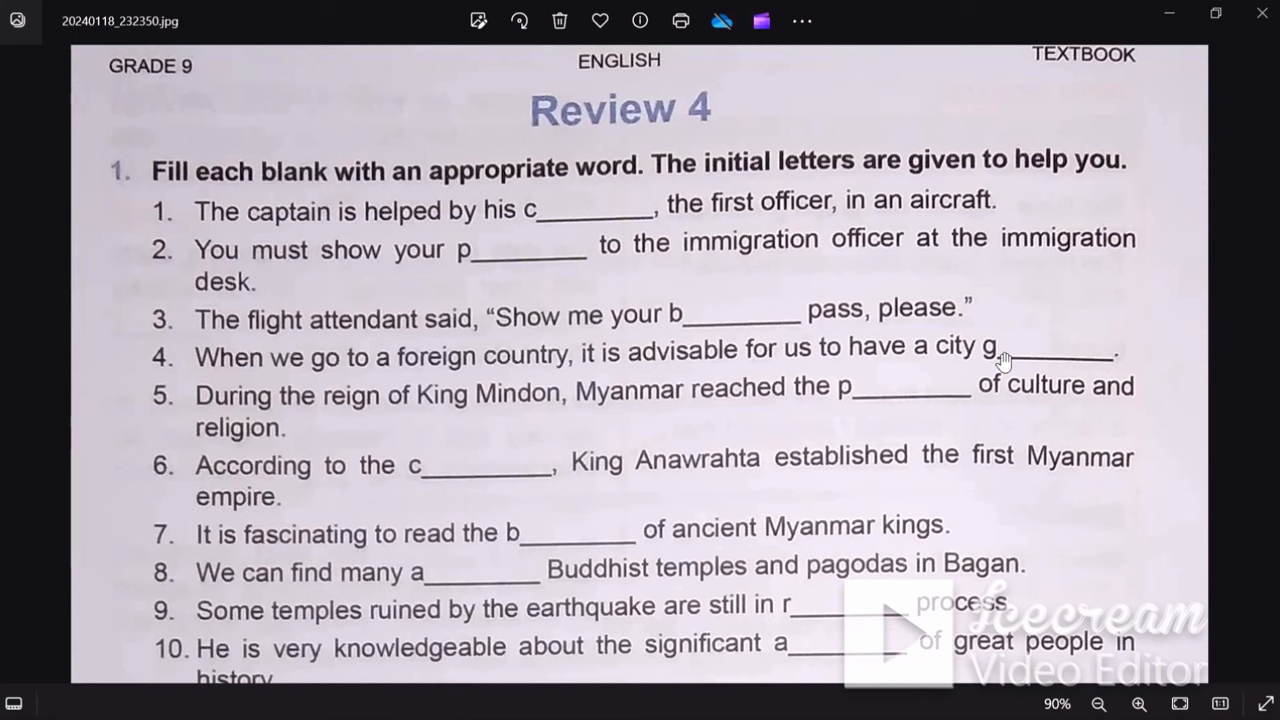 20240118_232350.jpg
GRADE 9 ENGLISH TEXTBOOK
Review 4
1. Fill each blank with an appropriate word. The initial letters are given to help you.
1. The captain is helped by his c________, the first officer, in an aircraft.
2. You must show your p________ to the immigration officer at the immigration
desk.
3. The flight attendant said, “Show me your b________ pass, please.”
4. When we go to a foreign country, it is advisable for us to have a city g________.
5. During the reign of King Mindon, Myanmar reached the p________ of culture and
religion.
6. According to the c_________, King Anawrahta established the first Myanmar
empire.
7. It is fascinating to read the b________ of ancient Myanmar kings.
8. We can find many a________ Buddhist temples and pagodas in Bagan.
9. Some temples ruined by the earthquake are still in r________ process.
10. He is very knowledgeable about the significant a________ of great people in
history.
Icecream
Video Editor
90%
1:1